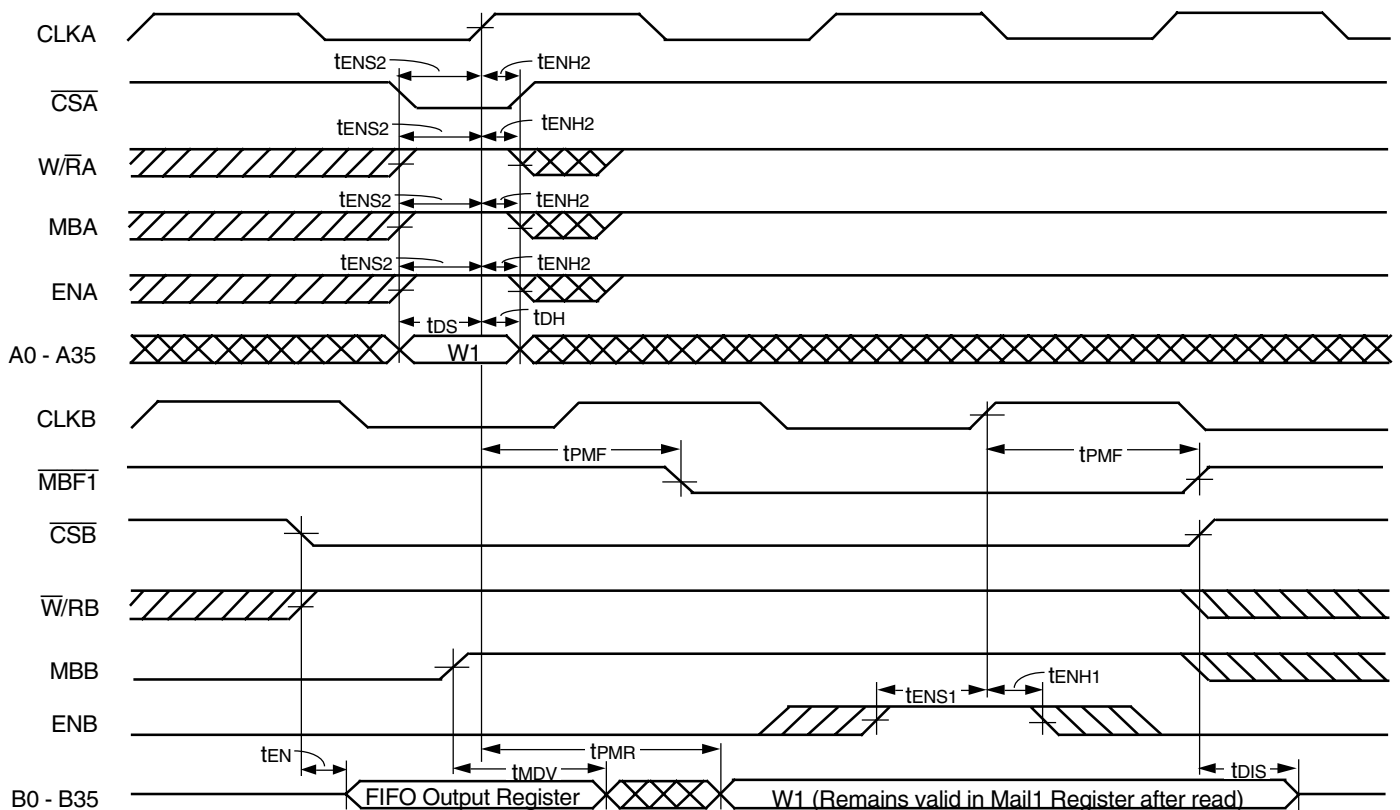 CLKA
tENS2 tENH2
CSA
tENS2 tENH2
W/RA
tENS2 tENH2
MBA
tENS2 tENH2
ENA
tDS tDH
A0 - A35 W1
CLKB
tPMF tPMF
MBF1
CSB
W/RB
MBB
tENS1 tENH1
ENB
tEN tPMR
tMDV tDIS
B0 - B35 FIFO Output Register W1 (Remains valid in Mail1 Register after read)